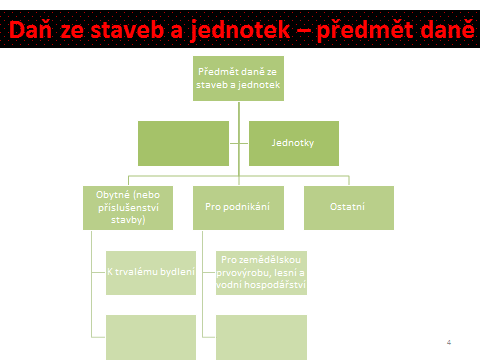 Daň ze staveb a jednotek – předmět daně
Předmět daně ze
staveb a jednotek
Jednotky
Obytné (nebo
příslušenství
stavby)
Pro podnikání
Ostatní
K trvalému bydlení
Pro zemědělskou
prvovýrobu, lesní a
vodní hospodářství
4